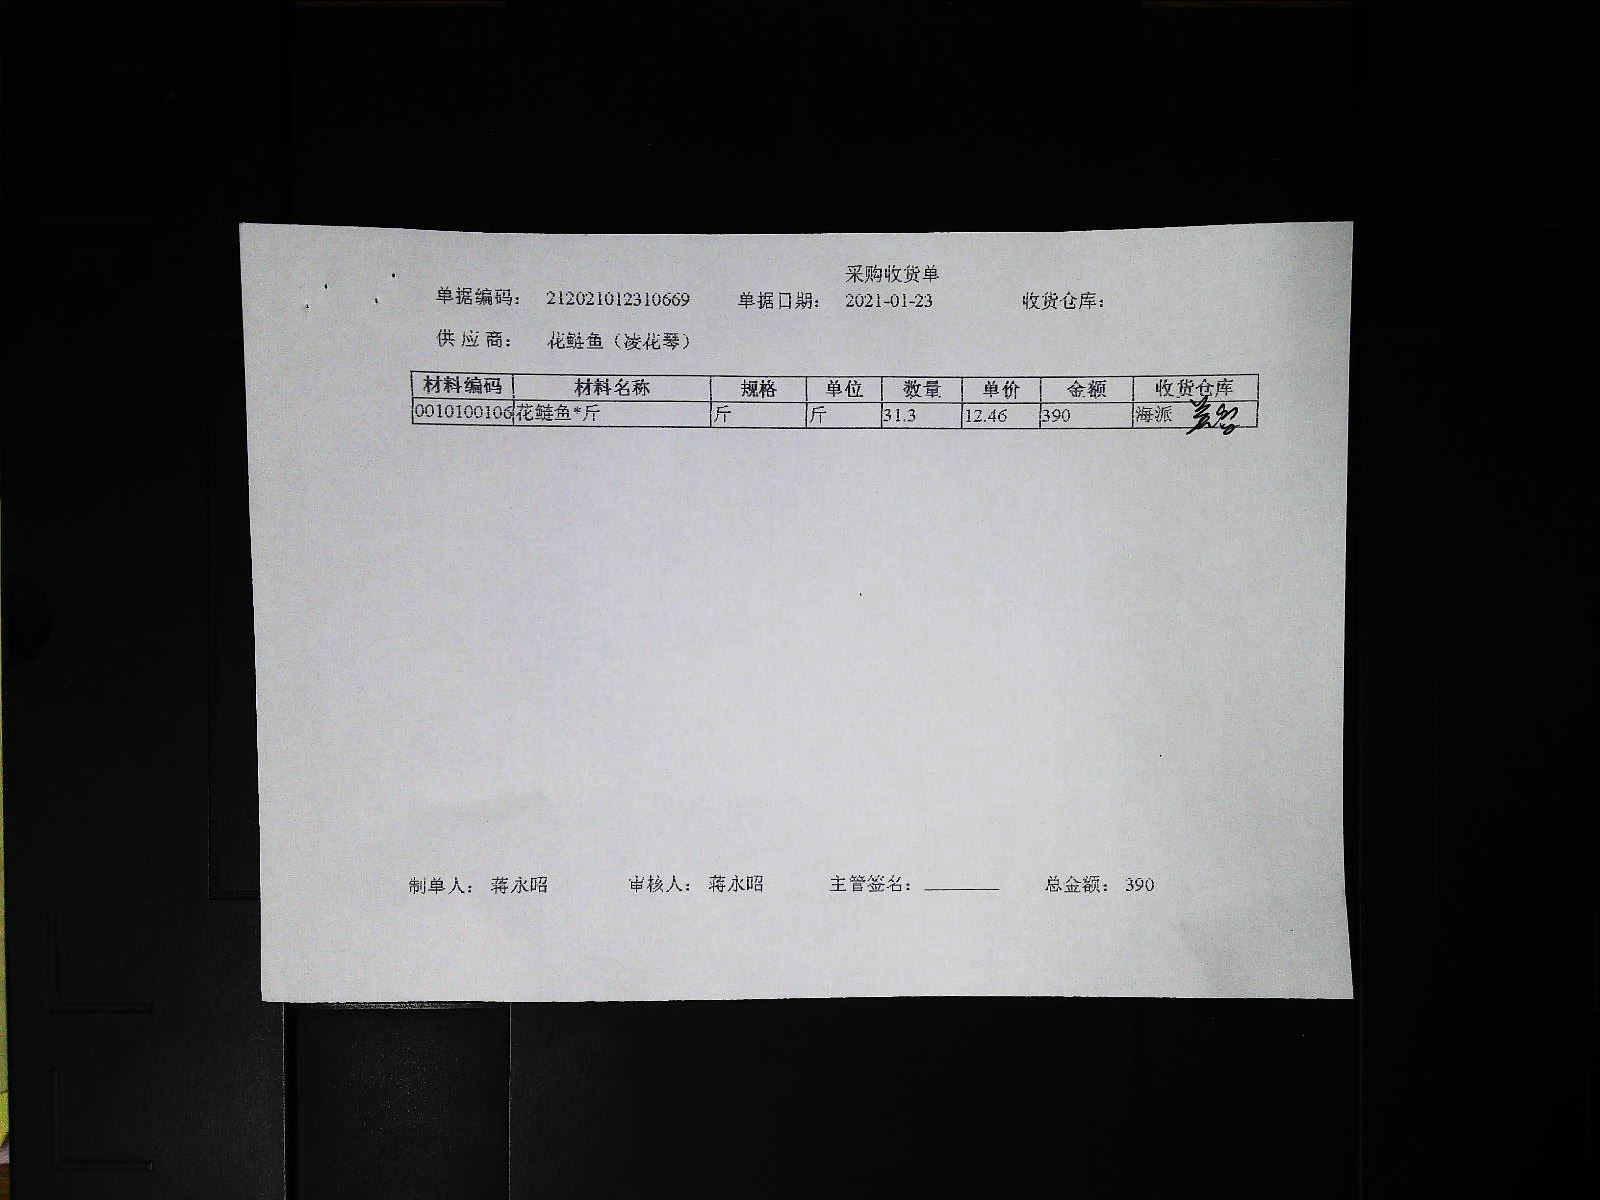 采购收货单
单据编码: 212021012310669 单据日期: 2021-01-23 收货仓库:
供应商: 花鲢鱼（凌花琴）
材料编码 材料名称 规格 单位 数量 单价 金额 收货仓库
0010100106 花鲢鱼*斤 斤 斤 31.3 12.46 390 海派
制单人: 蒋永昭 审核人: 蒋永昭 主管签名: 总金额: 390